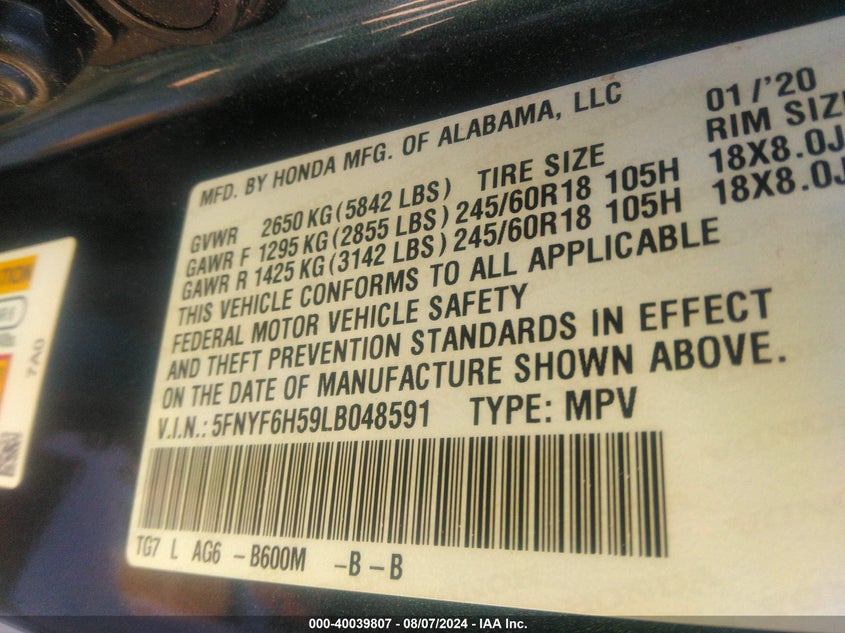 MFD. BY HONDA MFG. OF ALABAMA, LLC 01/'20
GVWR 2650 KG (5842 LBS) TIRE SIZE RIM SIZ
GAWR F 1295 KG (2855 LBS) 245/60R18 105H 18X8.0J
GAWR R 1425 KG (3142 LBS) 245/60R18 105H 18X8.0J
THIS VEHICLE CONFORMS TO ALL APPLICABLE
FEDERAL MOTOR VEHICLE SAFETY
AND THEFT PREVENTION STANDARDS IN EFFECT
ON THE DATE OF MANUFACTURE SHOWN ABOVE.
V.I.N.: 5FNYF6H59LB048591 TYPE: MPV
TG7 L AG6 - B600M - B - B
7A0
000-40039807 - 08/07/2024 - IAA Inc.